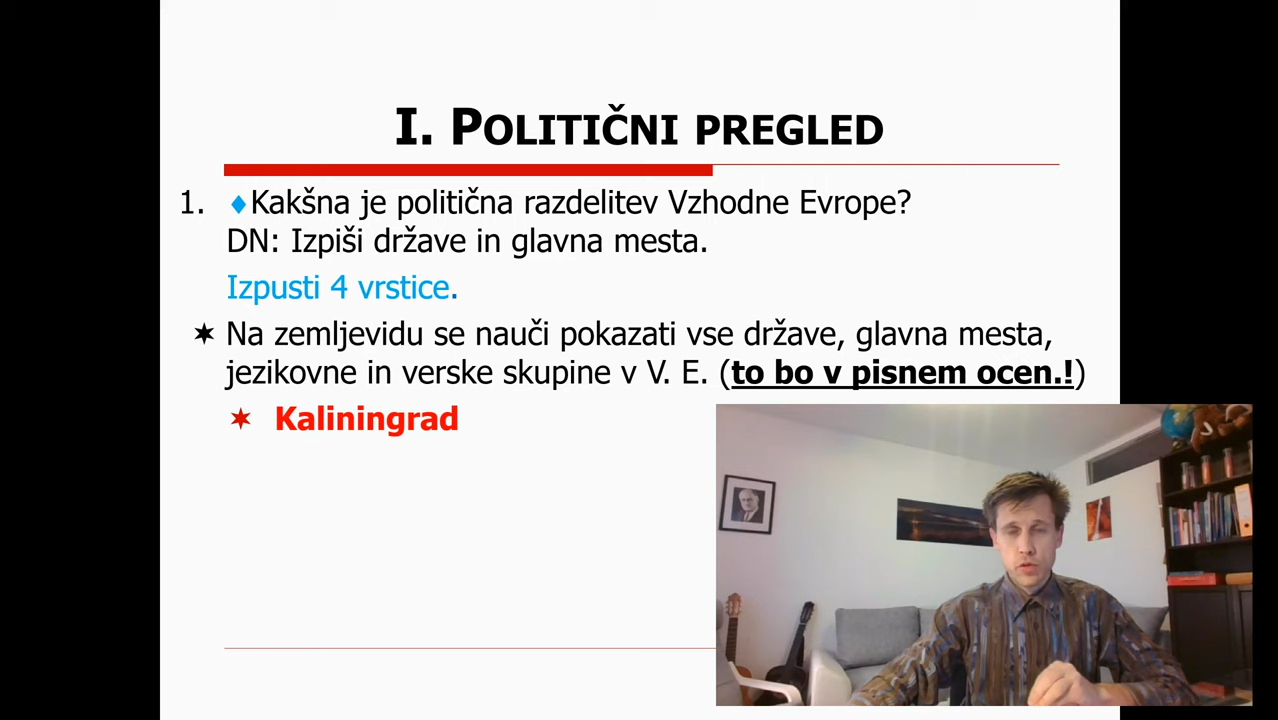 I. POLITIČNI PREGLED
1. ♦Kakšna je politična razdelitev Vzhodne Evrope?
DN: Izpiši države in glavna mesta.
Izpusti 4 vrstice.
✶ Na zemljevidu se nauči pokazati vse države, glavna mesta,
jezikovne in verske skupine v V. E. (to bo v pisnem ocen.!)
✶ Kaliningrad